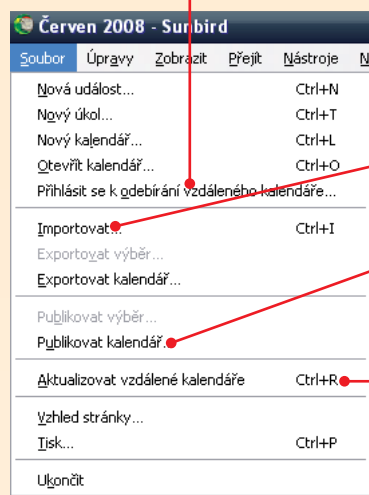 Červen 2008 - Sunbird
Soubor Úpravy Zobrazit Přejít Nástroje N
Nová událost...
Ctrl+N
Nový úkol...
Ctrl+T
Nový kalendář...
Ctrl+L
Otevřít kalendář...
Ctrl+O
Přihlásit se k odebírání vzdáleného kalendáře...
Importovat...
Ctrl+I
Exportovat výběr...
Exportovat kalendář...
Publikovat výběr...
Publikovat kalendář...
Aktualizovat vzdálené kalendáře
Ctrl+R
Vzhled stránky...
Tisk...
Ctrl+P
Ukončit